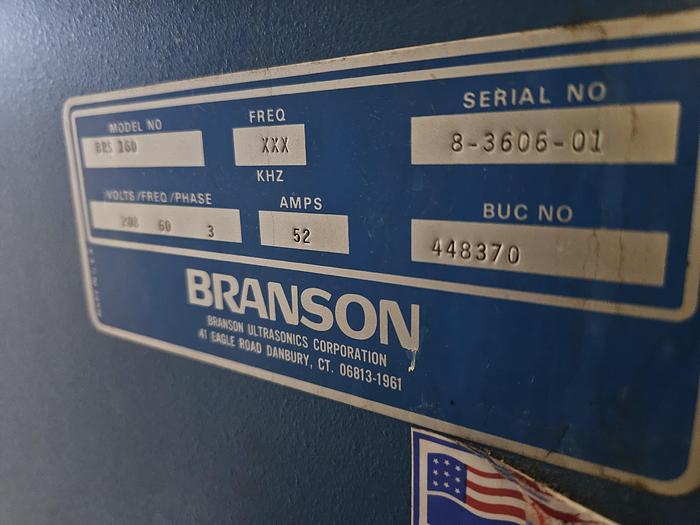 MODEL NO
BRS 160
FREQ
XXX
KHZ
SERIAL NO
8-3606-01
VOLTS/FREQ/PHASE
208 60 3
AMPS
52
BUC NO
448370
BRANSON
BRANSON ULTRASONICS CORPORATION
41 EAGLE ROAD DANBURY, CT. 06813-1961